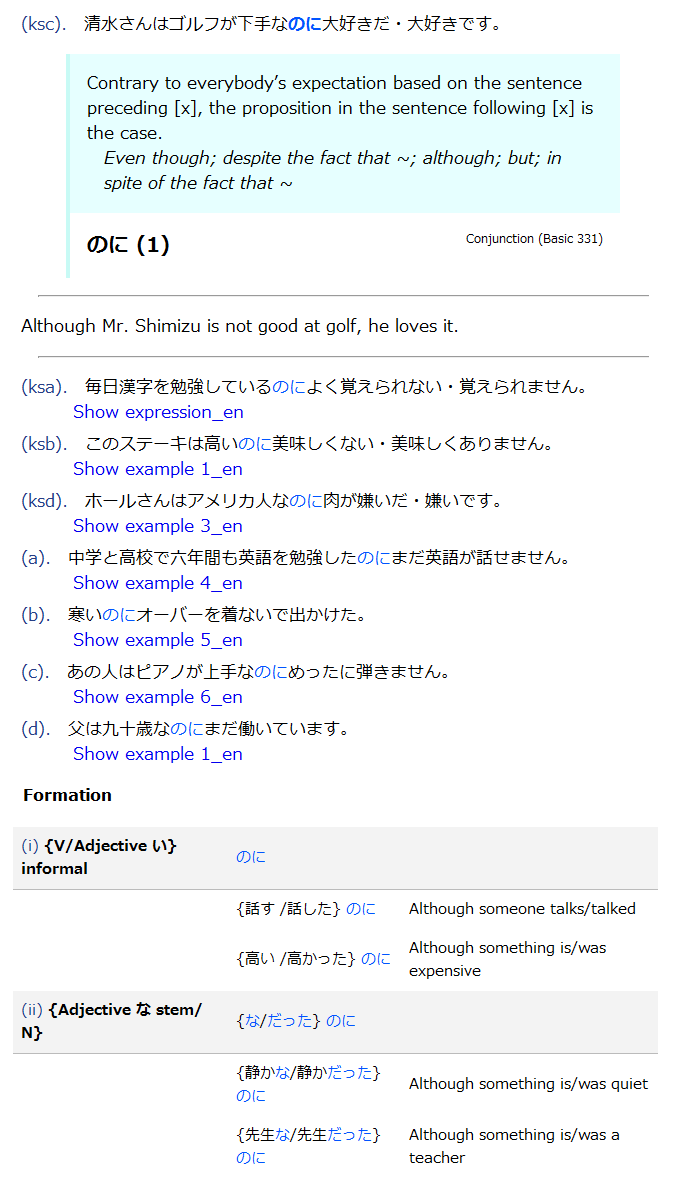 (ksc). 清水さんはゴルフが下手なのに大好きだ・大好きです。
Contrary to everybody's expectation based on the sentence
preceding [x], the proposition in the sentence following [x] is
the case.
Even though; despite the fact that ~; although; but; in
spite of the fact that ~
のに (1) Conjunction (Basic 331)
Although Mr. Shimizu is not good at golf, he loves it.
(ksa). 毎日漢字を勉強しているのによく覚えられない・覚えられません。
Show expression_en
(ksb). このステーキは高いのに美味しくない・美味しくありません。
Show example 1_en
(ksd). ホールさんはアメリカ人なのに肉が嫌いだ・嫌いです。
Show example 3_en
(a). 中学と高校で六年間も英語を勉強したのにまだ英語が話せません。
Show example 4_en
(b). 寒いのにオーバーを着ないで出かけた。
Show example 5_en
(c). あの人はピアノが上手なのにめったに弾きません。
Show example 6_en
(d). 父は九十歳なのにまだ働いています。
Show example 1_en
Formation
(i) {V/Adjective い}
informal
のに
{話す /話した} のに Although someone talks/talked
{高い /高かった} のに Although something is/was
expensive
(ii) {Adjective な stem/
N}
{な/だった} のに
{静かな/静かだった}
のに
Although something is/was quiet
{先生な/先生だった}
のに
Although something is/was a
teacher